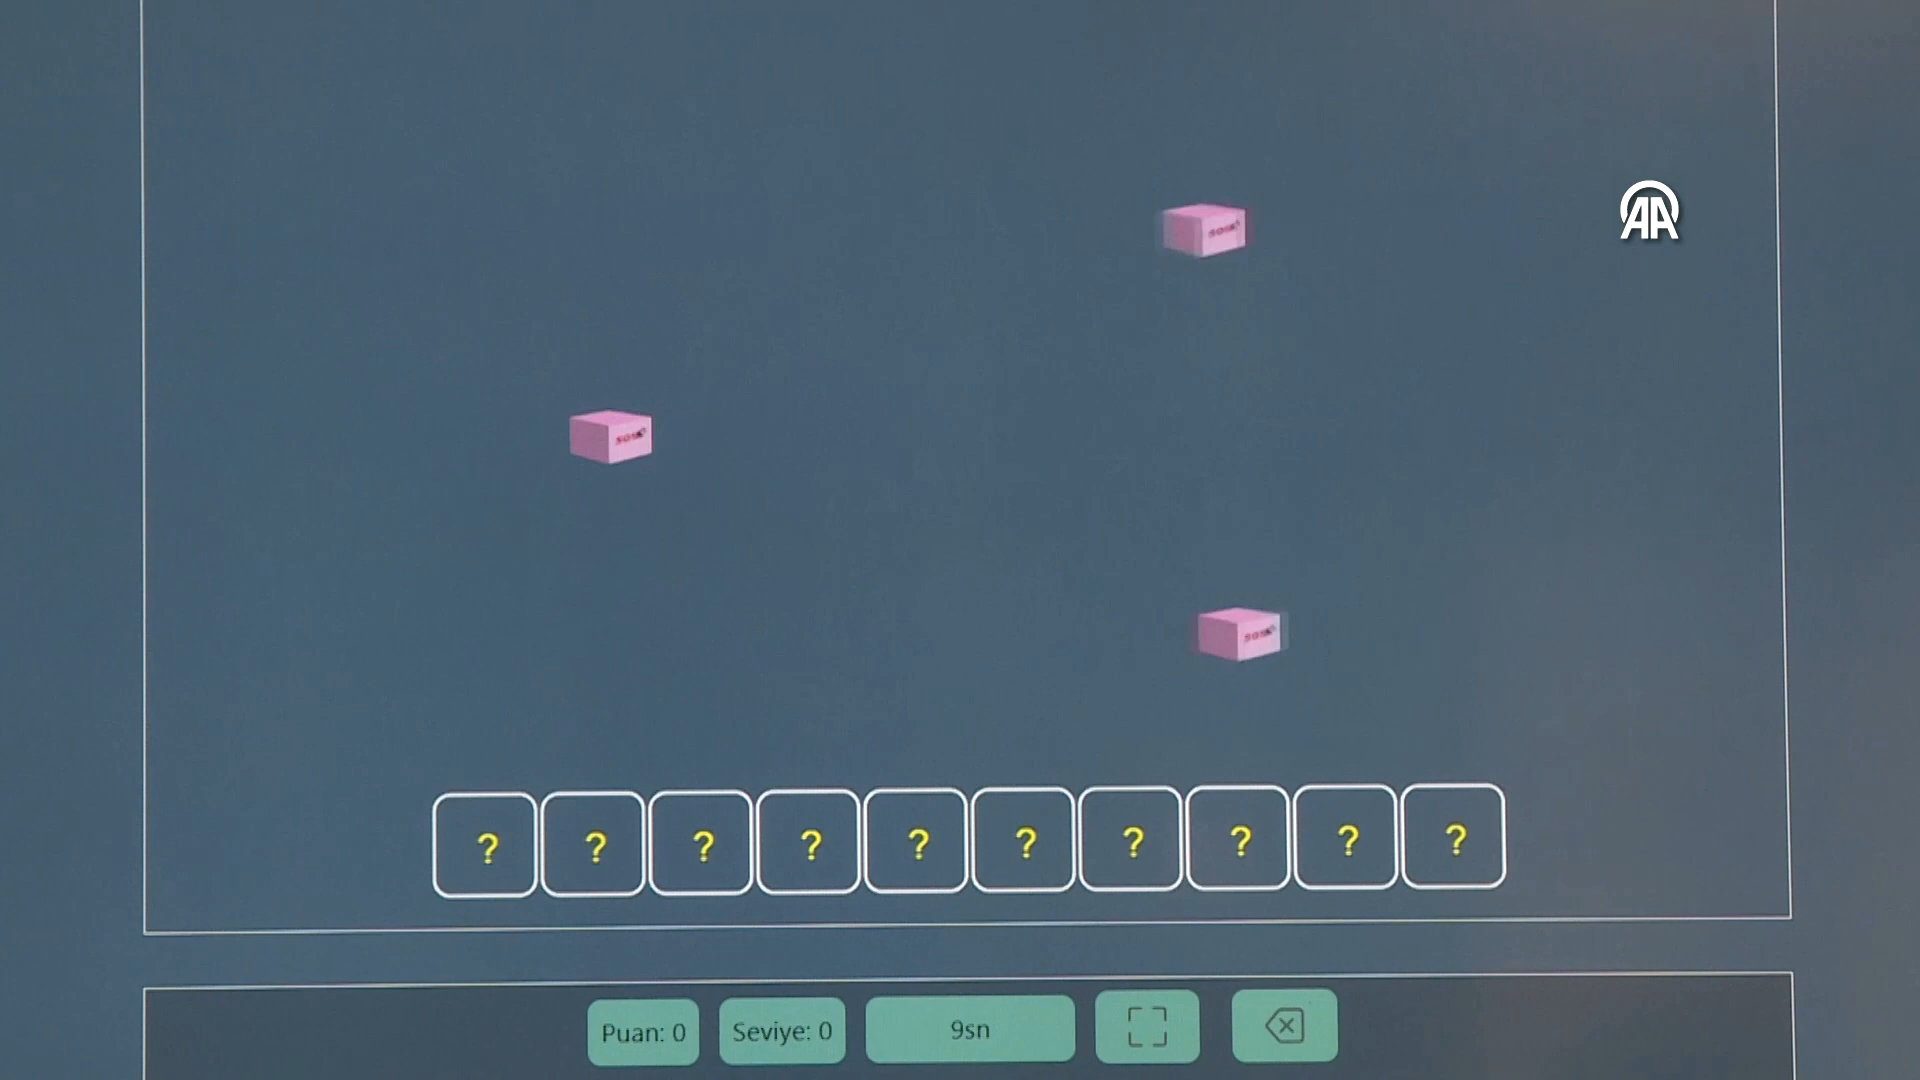 AA
? ? ? ? ? ? ? ? ? ?
Puan: 0
Seviye: 0
9sn